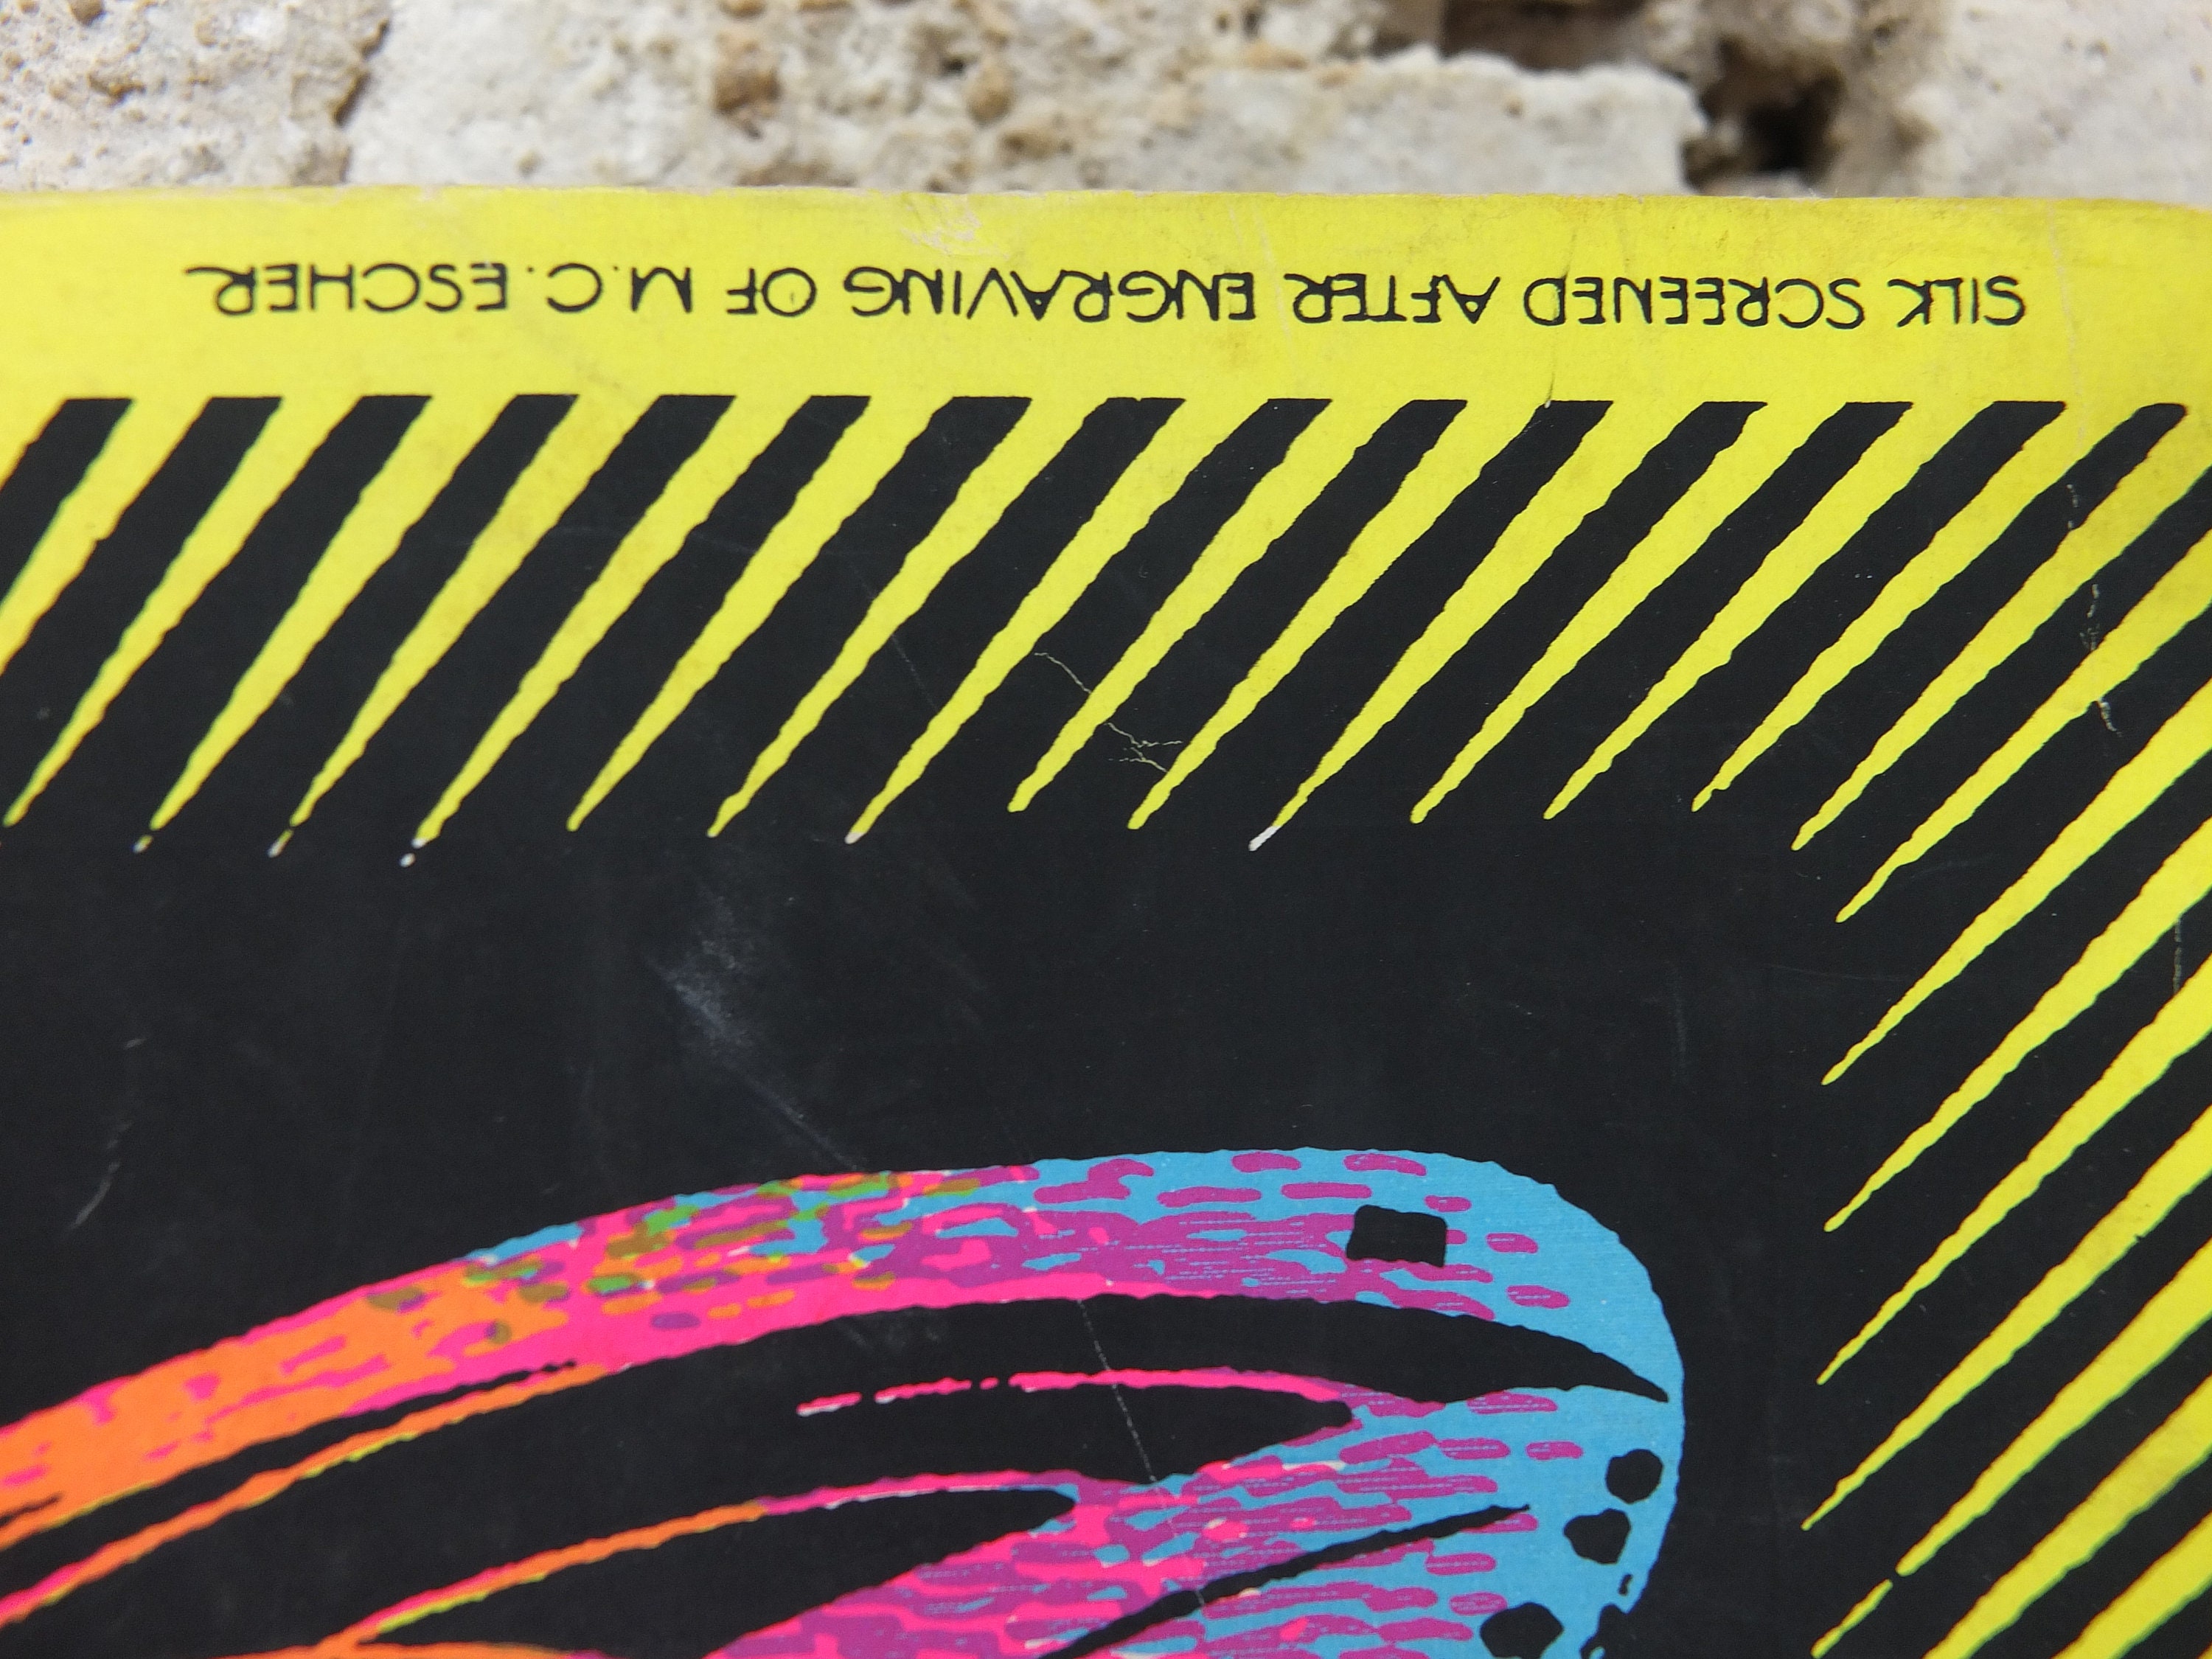 SILK SCREENED AFTER ENGRAVING OF M.C. ESCHER